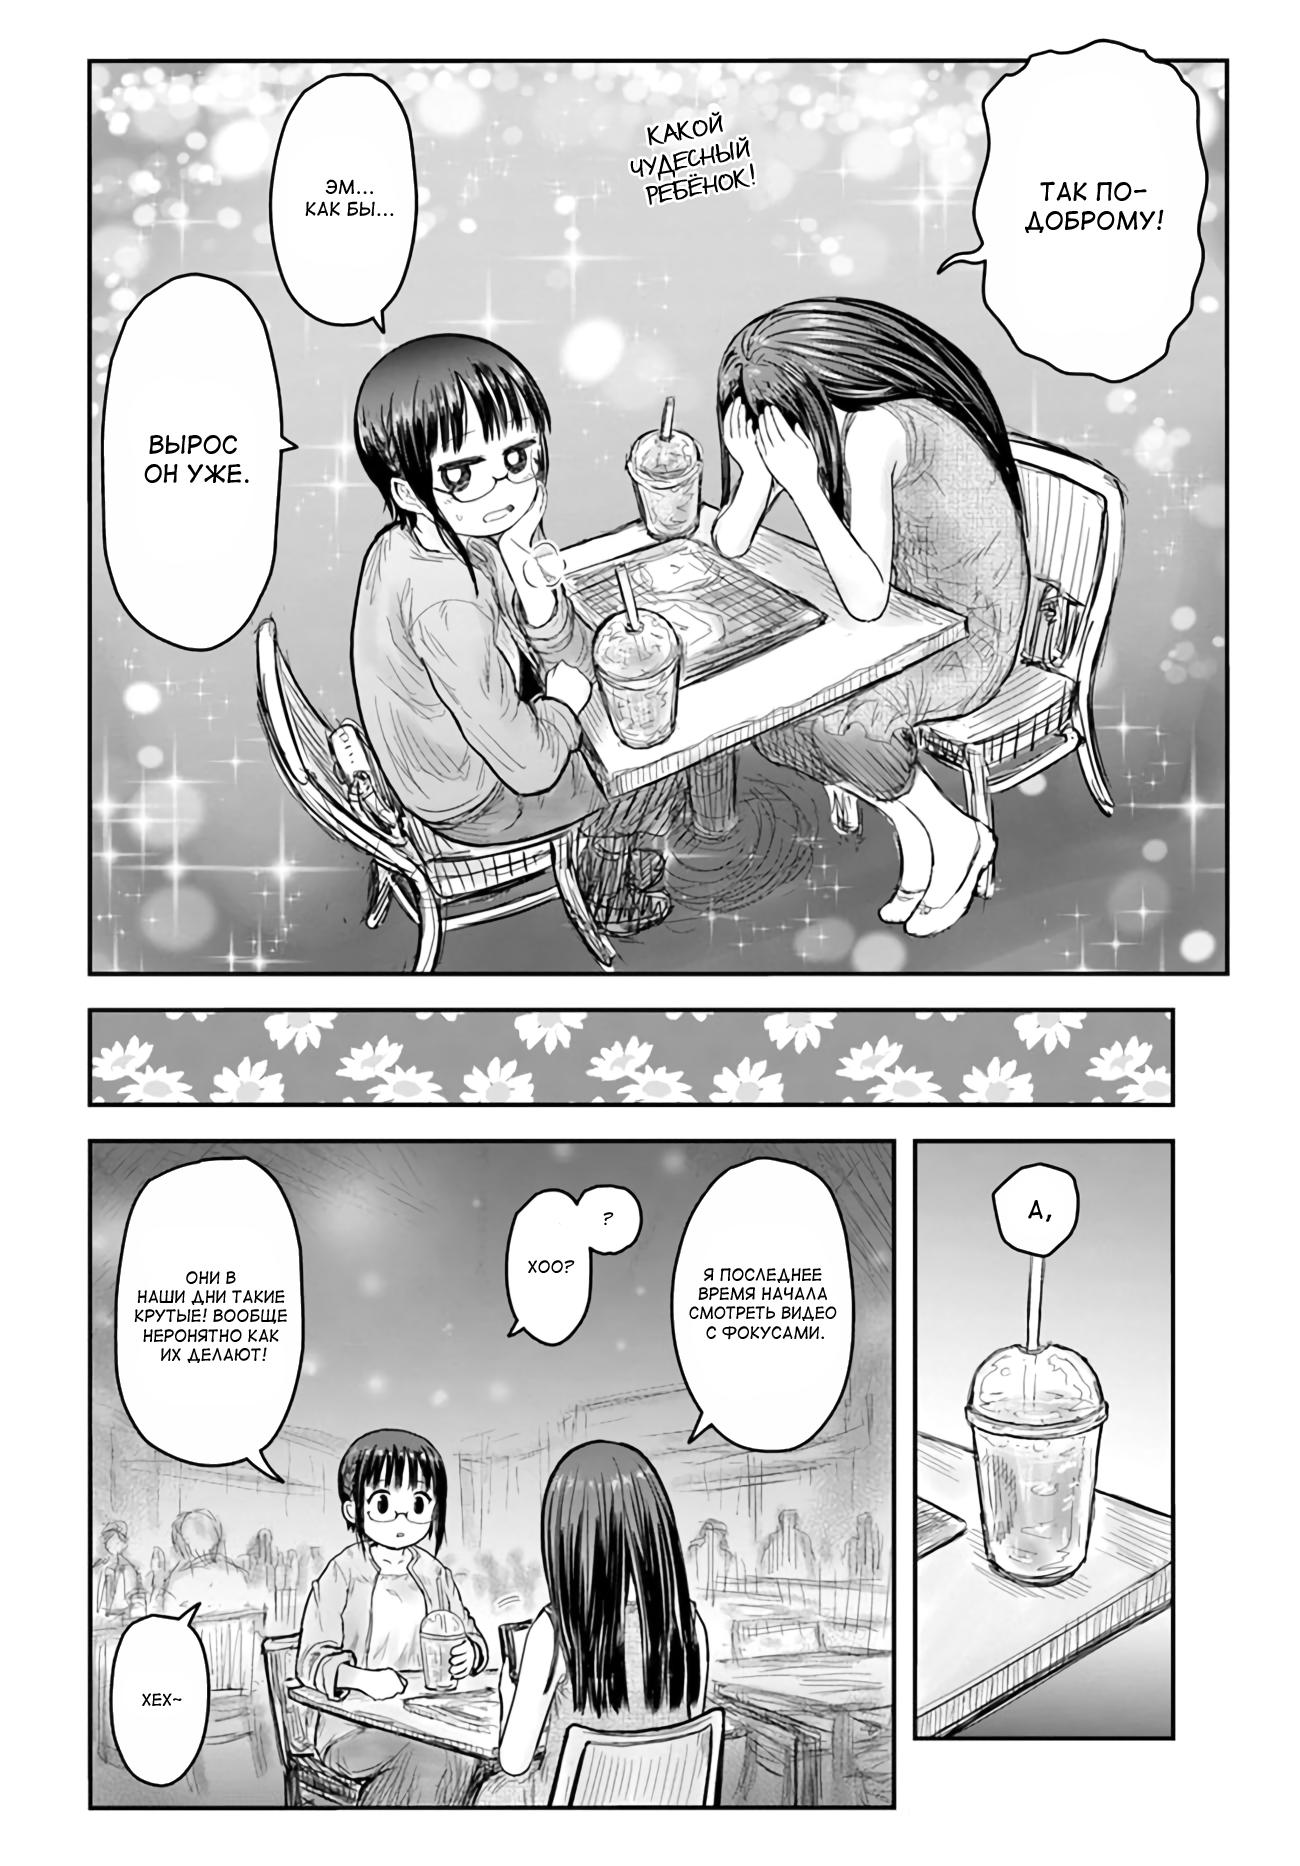 ТАК ПО-
ДОБРОМУ!
КАКОЙ
ЧУДЕСНЫЙ
РЕБЁНОК!
ЭМ...
КАК БЫ...
ВЫРОС
ОН УЖЕ.
А,
Я ПОСЛЕДНЕЕ
ВРЕМЯ НАЧАЛА
СМОТРЕТЬ ВИДЕО
С ФОКУСАМИ.
?
ХОО?
ОНИ В
НАШИ ДНИ ТАКИЕ
КРУТЫЕ! ВООБЩЕ
НЕРОНЯТНО КАК
ИХ ДЕЛАЮТ!
ХЕХ~